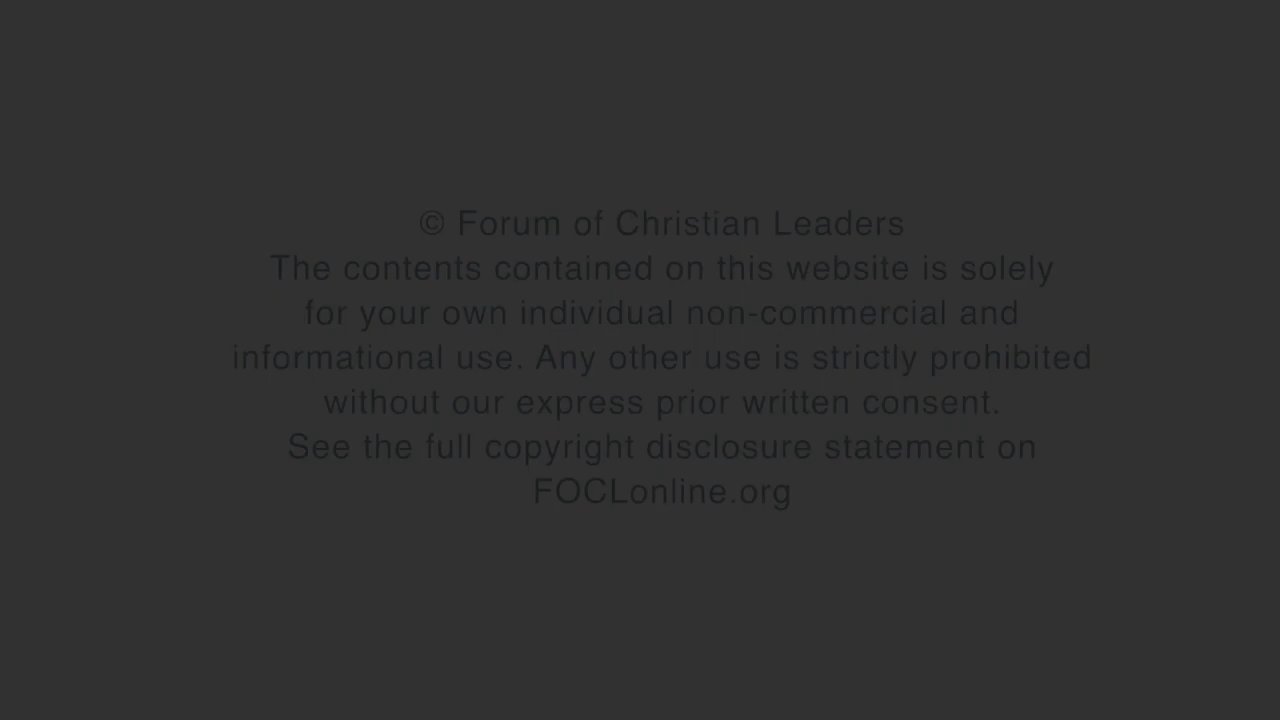 © Forum of Christian Leaders
The contents contained on this website is solely
for your own individual non-commercial and
informational use. Any other use is strictly prohibited
without our express prior written consent.
See the full copyright disclosure statement on
FOCLonline.org